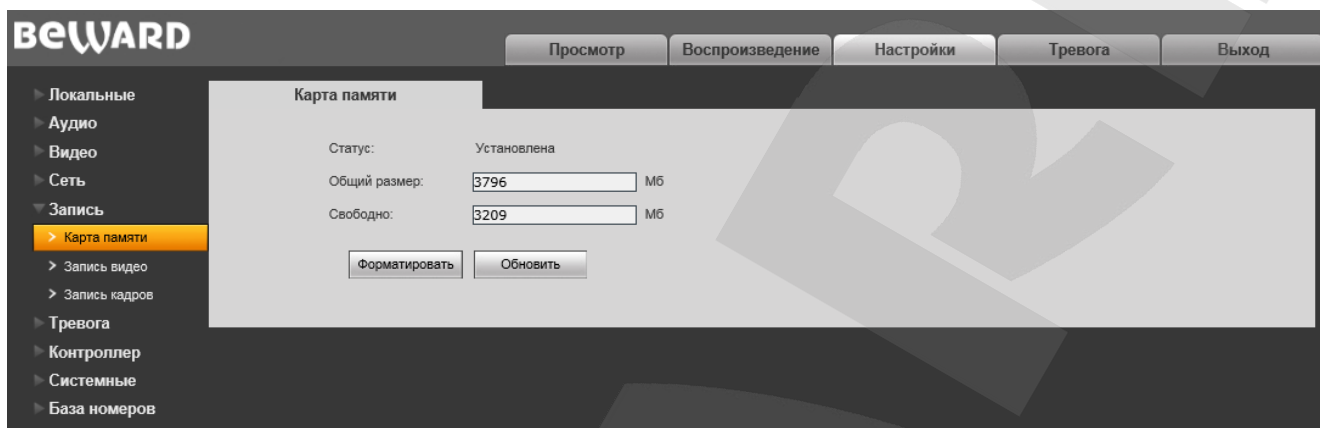 BEWARD
Просмотр Воспроизведение Настройки Тревога Выход
Локальные
Аудио
Видео
Сеть
Запись
Карта памяти
Запись видео
Запись кадров
Тревога
Контроллер
Системные
База номеров
Карта памяти
Статус: Установлена
Общий размер: 3796 Мб
Свободно: 3209 Мб
Форматировать Обновить